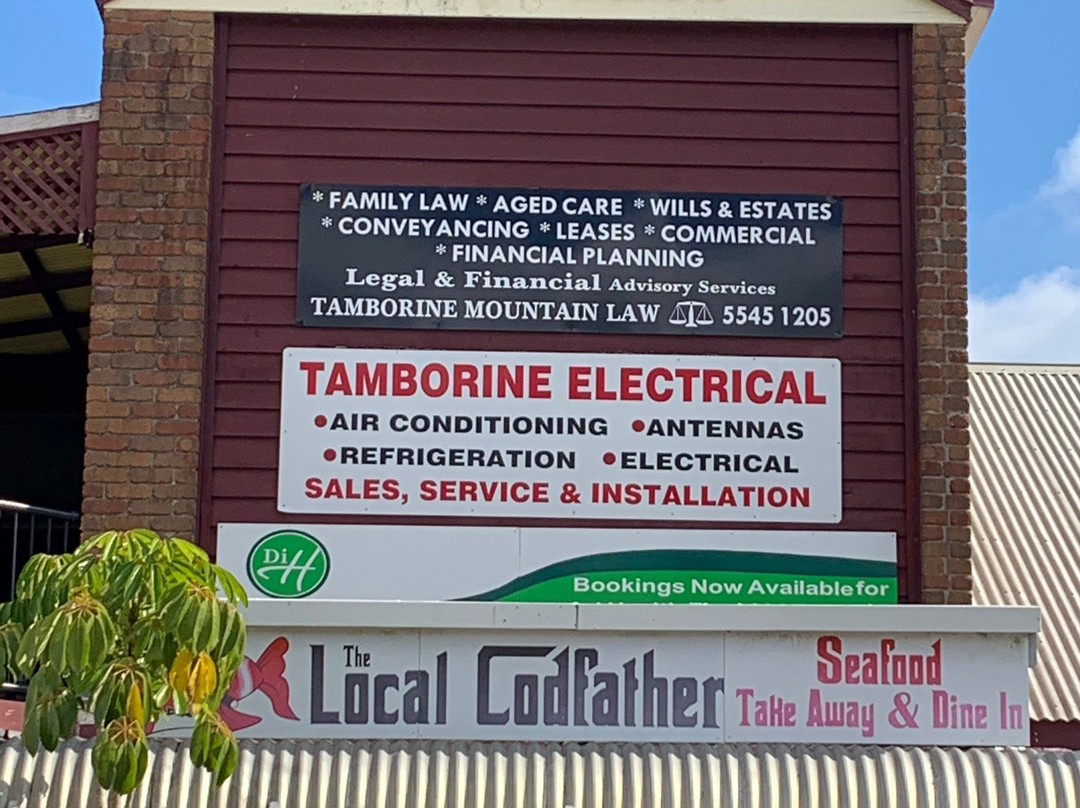 * FAMILY LAW * AGED CARE * WILLS & ESTATES
* CONVEYANCING * LEASES * COMMERCIAL
* FINANCIAL PLANNING
Legal & Financial Advisory Services
TAMBORINE MOUNTAIN LAW 5545 1205
TAMBORINE ELECTRICAL
•AIR CONDITIONING •ANTENNAS
•REFRIGERATION •ELECTRICAL
SALES, SERVICE & INSTALLATION
DiH
Bookings Now Available for
The
Local Codfather
Seafood
Take Away & Dine In